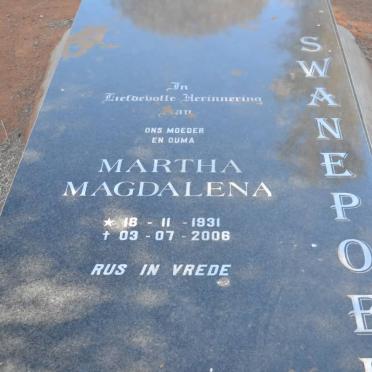 In
Liefdevolle Herinnering
Aan
ONS MOEDER
EN OUMA
MARTHA
MAGDALENA
★ 18 - 11 - 1931
† 03 - 07 - 2006
RUS IN VREDE
SWANEPOE